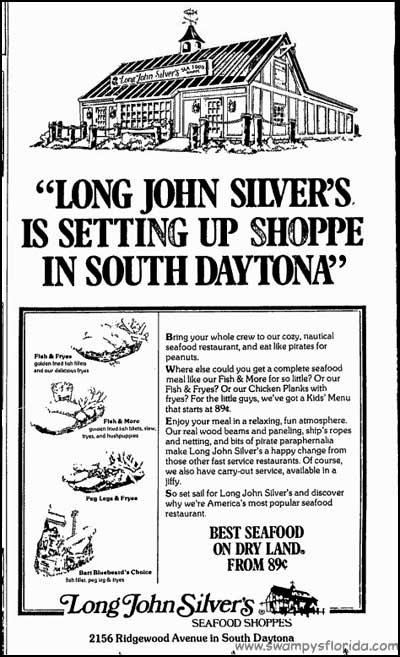 Long John Silver's
SEA FOOD
SHOPPE
"LONG JOHN SILVER'S
IS SETTING UP SHOPPE
IN SOUTH DAYTONA"
Fish & Fryes
golden fried fish fillets
and our delicious fryes
Fish & More
golden fried fish fillets, slew,
fryes, and hushpuppies
Peg Legs & Fryes
Bart Bluebeard's Choice
fish fillet, peg leg & fryes
Bring your whole crew to our cozy, nautical
seafood restaurant, and eat like pirates for
peanuts.
Where else could you get a complete seafood
meal like our Fish & More for so little? Or our
Fish & Fryes? Or our Chicken Planks with
fryes? For the little guys, we've got a Kids' Menu
that starts at 89¢.
Enjoy your meal in a relaxing, fun atmosphere.
Our real wood beams and paneling, ship's ropes
and netting, and bits of pirate paraphernalia
make Long John Silver's a happy change from
those other fast service restaurants. Of course,
we also have carry-out service, available in a
jiffy.
So set sail for Long John Silver's and discover
why we're America's most popular seafood
restaurant.
BEST SEAFOOD
ON DRY LAND®
FROM 89¢
Long John Silver's
SEAFOOD SHOPPES
2156 Ridgewood Avenue in South Daytona
www.swampysflorida.com